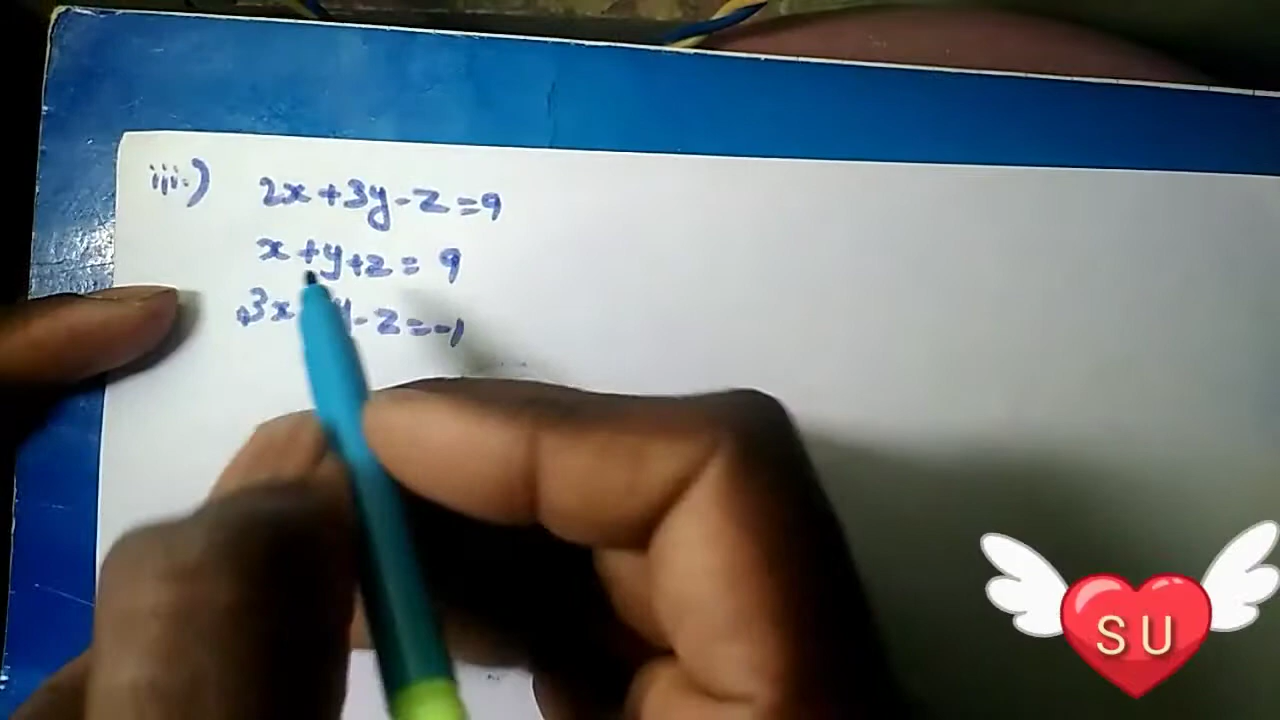 iii.) 2x+3y-z=9
x+y+z=9
3x y-z=-1
SU